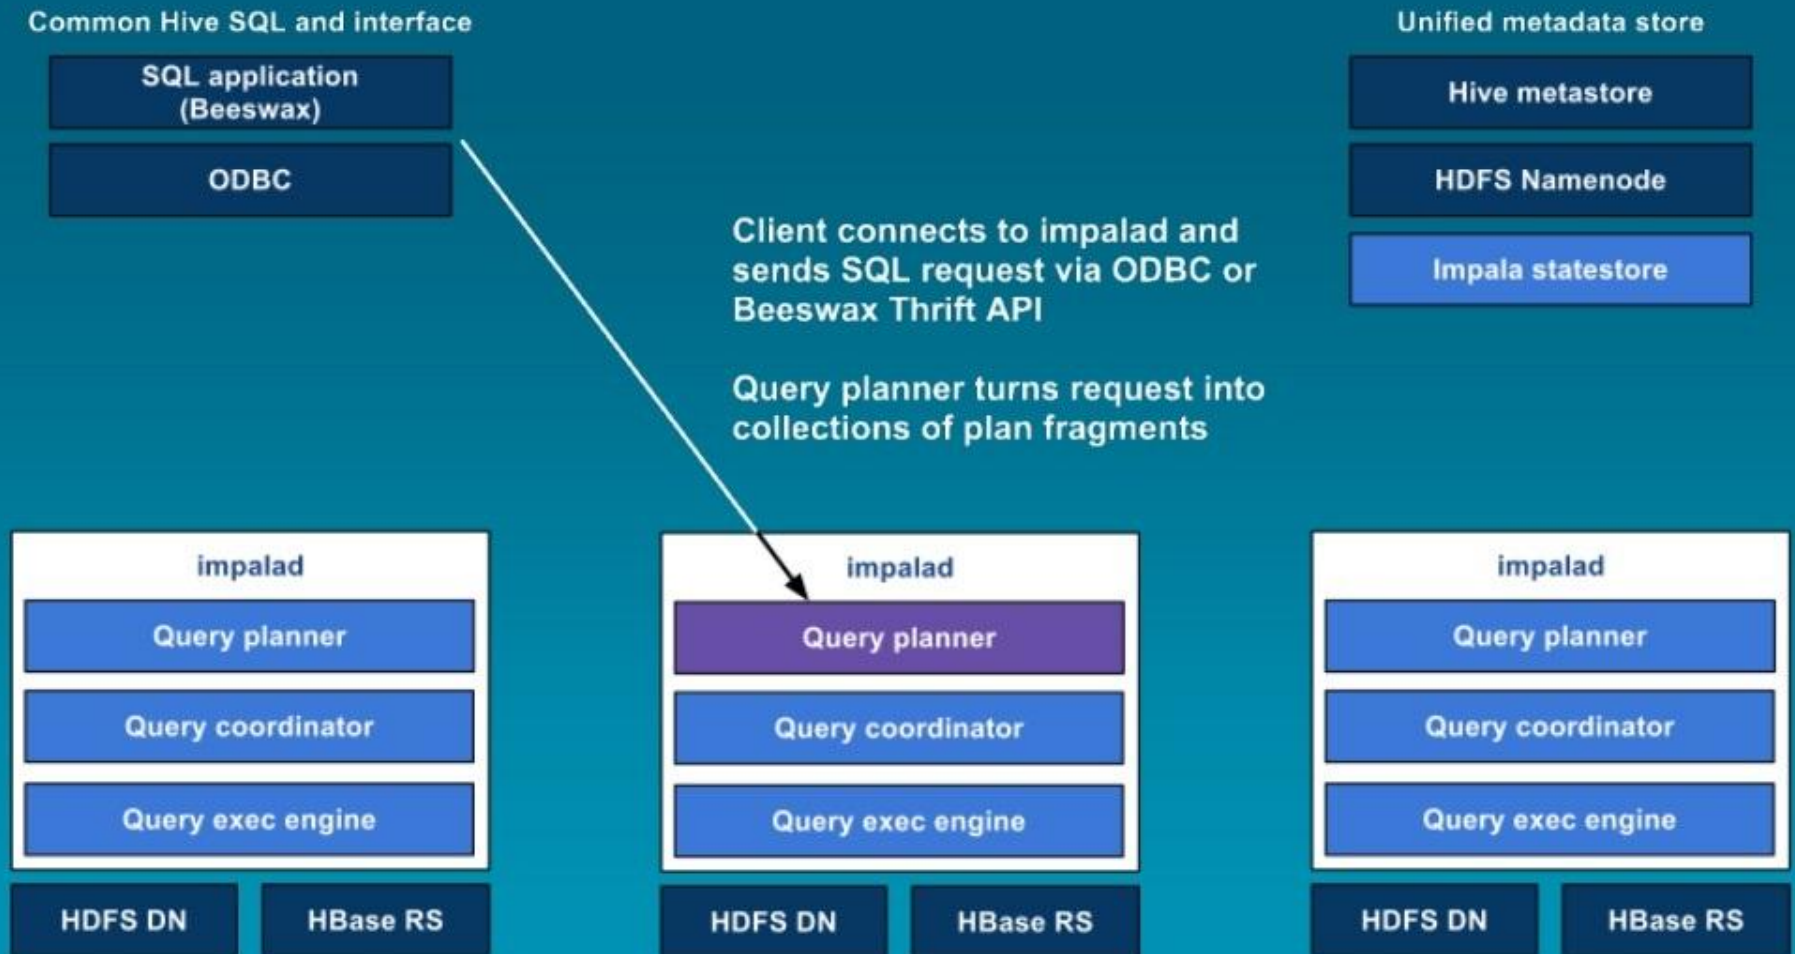 Common Hive SQL and interface
SQL application
(Beeswax)
ODBC
Unified metadata store
Hive metastore
HDFS Namenode
Impala statestore
Client connects to impalad and
sends SQL request via ODBC or
Beeswax Thrift API
Query planner turns request into
collections of plan fragments
impalad
Query planner
Query coordinator
Query exec engine
HDFS DN
HBase RS
impalad
Query planner
Query coordinator
Query exec engine
HDFS DN
HBase RS
impalad
Query planner
Query coordinator
Query exec engine
HDFS DN
HBase RS